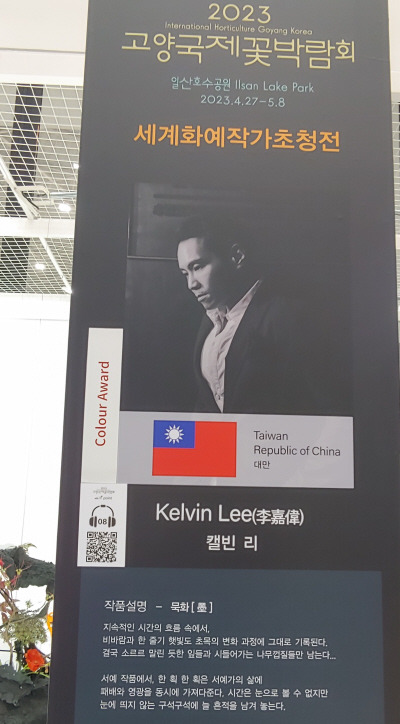 2023
International Horticulture Goyang Korea
고양국제꽃박람회
일산호수공원 Ilsan Lake Park
2023.4.27-5.8
세계화예작가초청전
Colour Award
Taiwan
Republic of China
대만
08
Kelvin Lee(李嘉偉)
캘빈 리
작품설명 - 묵화[墨]
지속적인 시간의 흐름 속에서,
비바람과 한 줄기 햇빛도 초목의 변화 과정에 그대로 기록된다.
결국 소르르 말린 듯한 잎들과 시들어가는 나무껍질들만 남는다...
서예 작품에서, 한 획 한 획은 서예가의 삶에
패배와 영광을 동시에 가져다준다. 시간은 눈으로 볼 수 없지만
눈에 띄지 않는 구석구석에 늘 흔적을 남겨 놓는다.